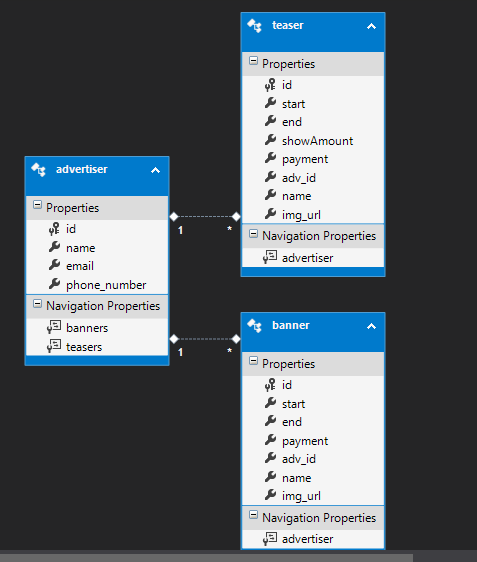 teaser
Properties
id
start
end
showAmount
payment
adv_id
name
img_url
Navigation Properties
advertiser
advertiser
Properties
id
name
email
phone_number
Navigation Properties
banners
teasers
1
*
1
*
banner
Properties
id
start
end
payment
adv_id
name
img_url
Navigation Properties
advertiser